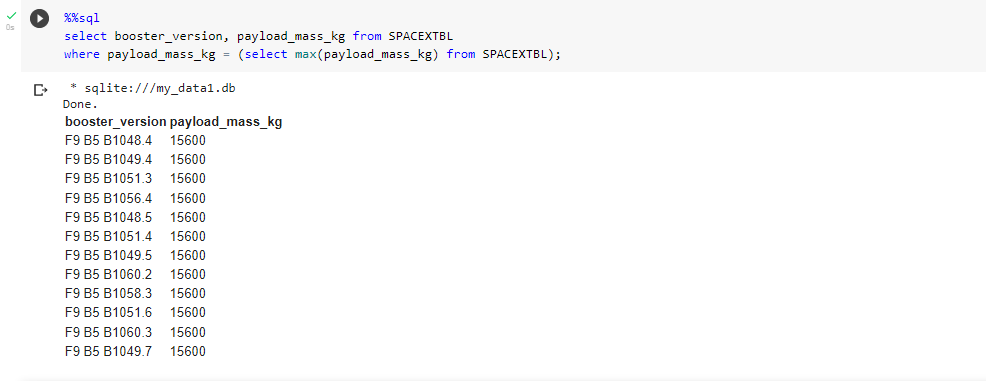 %%sql
select booster_version, payload_mass_kg from SPACEXTBL
where payload_mass_kg = (select max(payload_mass_kg) from SPACEXTBL);
0s
* sqlite:///my_data1.db
Done.
booster_version payload_mass_kg
F9 B5 B1048.4 15600
F9 B5 B1049.4 15600
F9 B5 B1051.3 15600
F9 B5 B1056.4 15600
F9 B5 B1048.5 15600
F9 B5 B1051.4 15600
F9 B5 B1049.5 15600
F9 B5 B1060.2 15600
F9 B5 B1058.3 15600
F9 B5 B1051.6 15600
F9 B5 B1060.3 15600
F9 B5 B1049.7 15600